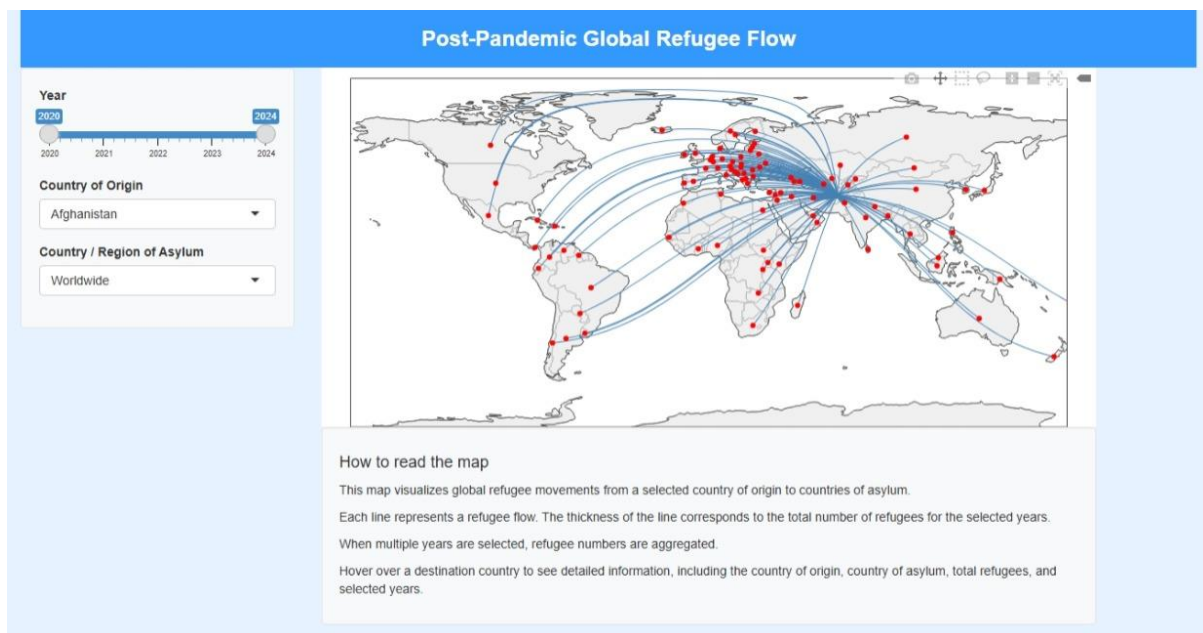 Post-Pandemic Global Refugee Flow
Year
2020 2024
2020 2021 2022 2023 2024
Country of Origin
Afghanistan
Country / Region of Asylum
Worldwide
How to read the map
This map visualizes global refugee movements from a selected country of origin to countries of asylum.
Each line represents a refugee flow. The thickness of the line corresponds to the total number of refugees for the selected years.
When multiple years are selected, refugee numbers are aggregated.
Hover over a destination country to see detailed information, including the country of origin, country of asylum, total refugees, and
selected years.